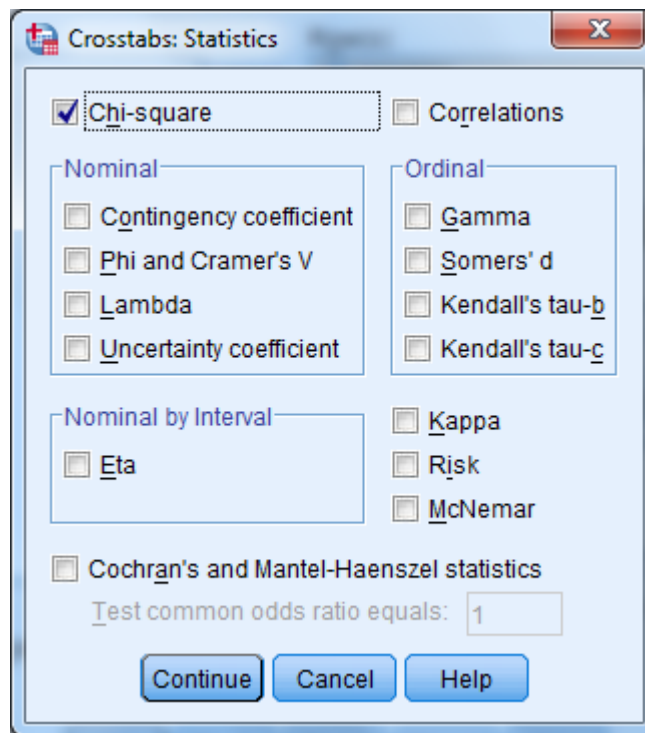 Crosstabs: Statistics
Chi-square
Correlations
Nominal
Contingency coefficient
Phi and Cramer's V
Lambda
Uncertainty coefficient
Ordinal
Gamma
Somers' d
Kendall's tau-b
Kendall's tau-c
Nominal by Interval
Eta
Kappa
Risk
McNemar
Cochran's and Mantel-Haenszel statistics
Test common odds ratio equals: 1
Continue Cancel Help